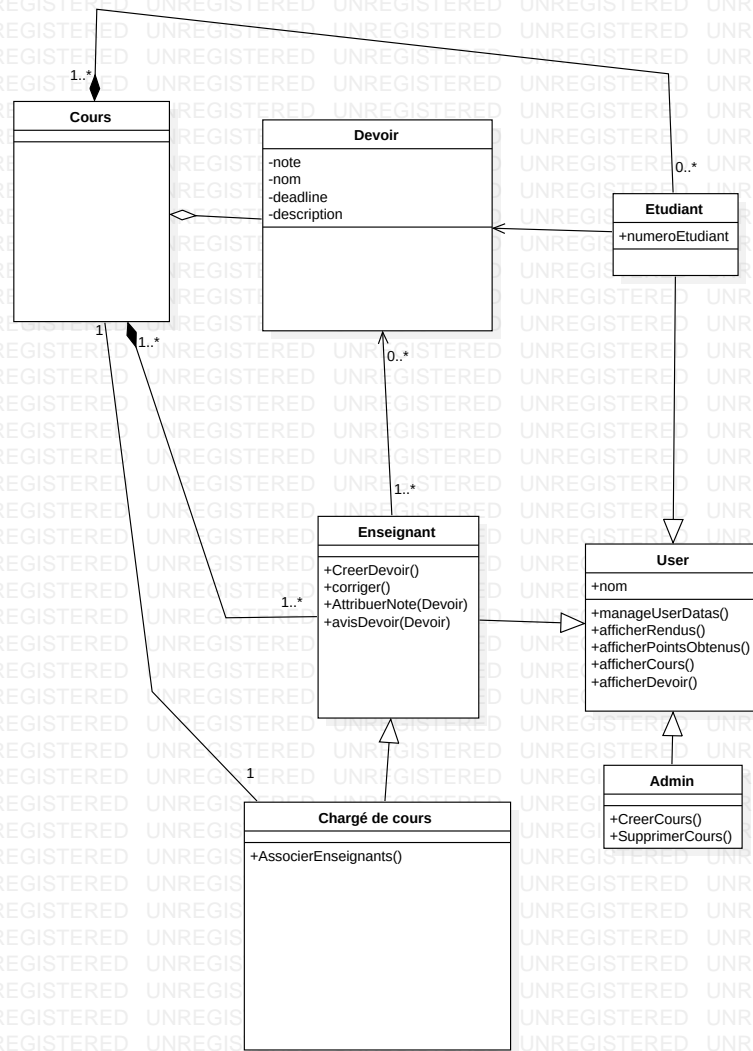 1..*
Cours
Devoir
-note
-nom
-deadline
-description
0..*
Etudiant
+numeroEtudiant
1
1..*
0..*
1..*
Enseignant
+CreerDevoir()
+corriger()
+AttribuerNote(Devoir)
+avisDevoir(Devoir)
1..*
User
+nom
+manageUserDatas()
+afficherRendus()
+afficherPointsObtenus()
+afficherCours()
+afficherDevoir()
1
Admin
+CreerCours()
+SupprimerCours()
Chargé de cours
+AssocierEnseignants()
UNREGISTERED